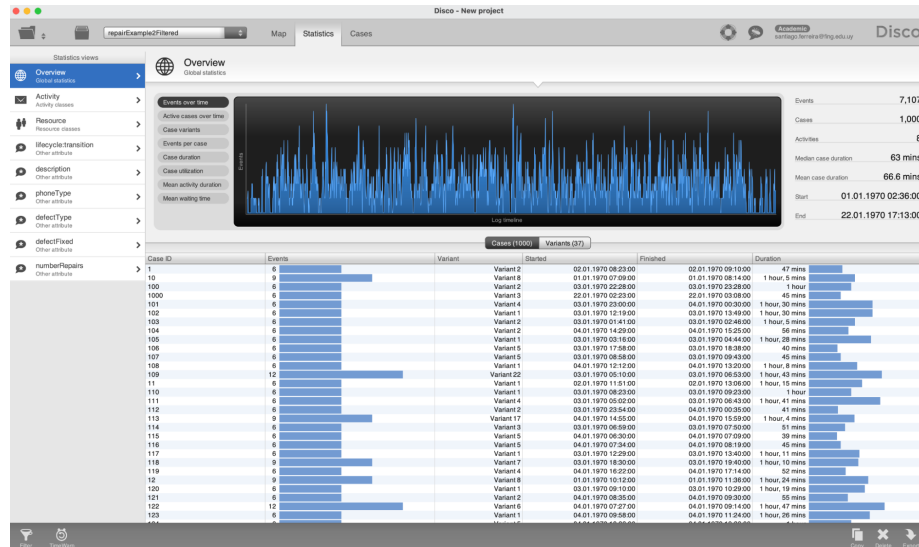 Disco - New project
repairExample2Filtered
Map Statistics Cases
Academic
santiago.ferreira@fing.edu.uy
Disco
Statistics views
Overview
Global statistics
Activity
Activity classes
Resource
Resource classes
lifecycle:transition
Other attribute
description
Other attribute
phoneType
Other attribute
defectType
Other attribute
defectFixed
Other attribute
numberRepairs
Other attribute
Overview
Global statistics
Events over time
Active cases over time
Case variants
Events per case
Case duration
Case utilization
Mean activity duration
Mean waiting time
Events
Log timeline
Events 7,107
Cases 1,000
Activities 8
Median case duration 63 mins
Mean case duration 66.6 mins
Start 01.01.1970 02:36:00
End 22.01.1970 17:13:00
Cases (1000) Variants (37)
Case ID Events Variant Started Finished Duration
1 6 Variant 2 02.01.1970 08:23:00 02.01.1970 09:10:00 47 mins
10 9 Variant 8 01.01.1970 07:09:00 01.01.1970 08:14:00 1 hour, 5 mins
100 6 Variant 2 03.01.1970 22:28:00 03.01.1970 23:28:00 1 hour
1000 6 Variant 3 22.01.1970 02:23:00 22.01.1970 03:08:00 45 mins
101 6 Variant 4 03.01.1970 23:00:00 04.01.1970 00:30:00 1 hour, 30 mins
102 6 Variant 1 03.01.1970 12:19:00 03.01.1970 13:49:00 1 hour, 30 mins
103 6 Variant 2 03.01.1970 01:41:00 03.01.1970 02:46:00 1 hour, 5 mins
104 6 Variant 2 04.01.1970 14:29:00 04.01.1970 15:25:00 56 mins
105 6 Variant 1 03.01.1970 03:16:00 03.01.1970 04:44:00 1 hour, 28 mins
106 6 Variant 5 03.01.1970 17:58:00 03.01.1970 18:38:00 40 mins
107 6 Variant 5 03.01.1970 08:58:00 03.01.1970 09:43:00 45 mins
108 6 Variant 1 04.01.1970 12:12:00 04.01.1970 13:20:00 1 hour, 8 mins
109 12 Variant 22 03.01.1970 05:10:00 03.01.1970 06:53:00 1 hour, 43 mins
11 6 Variant 1 02.01.1970 11:51:00 02.01.1970 13:06:00 1 hour, 15 mins
110 6 Variant 1 03.01.1970 08:23:00 03.01.1970 09:23:00 1 hour
111 6 Variant 4 03.01.1970 05:02:00 03.01.1970 06:43:00 1 hour, 41 mins
112 6 Variant 2 03.01.1970 23:54:00 04.01.1970 00:35:00 41 mins
113 9 Variant 17 04.01.1970 14:55:00 04.01.1970 15:59:00 1 hour, 4 mins
114 6 Variant 3 03.01.1970 06:59:00 03.01.1970 07:50:00 51 mins
115 6 Variant 5 04.01.1970 06:30:00 04.01.1970 07:09:00 39 mins
116 6 Variant 5 04.01.1970 07:34:00 04.01.1970 08:19:00 45 mins
117 6 Variant 1 03.01.1970 12:29:00 03.01.1970 13:40:00 1 hour, 11 mins
118 9 Variant 7 03.01.1970 18:30:00 03.01.1970 19:40:00 1 hour, 10 mins
119 6 Variant 4 04.01.1970 16:22:00 04.01.1970 17:14:00 52 mins
12 9 Variant 8 01.01.1970 10:12:00 01.01.1970 11:36:00 1 hour, 24 mins
120 6 Variant 1 03.01.1970 09:10:00 03.01.1970 10:29:00 1 hour, 19 mins
121 6 Variant 2 04.01.1970 08:35:00 04.01.1970 09:30:00 55 mins
122 12 Variant 6 04.01.1970 07:27:00 04.01.1970 09:14:00 1 hour, 47 mins
123 6 Variant 1 04.01.1970 09:58:00 04.01.1970 11:24:00 1 hour, 26 mins
Filter TimeWarp Copy Delete Export